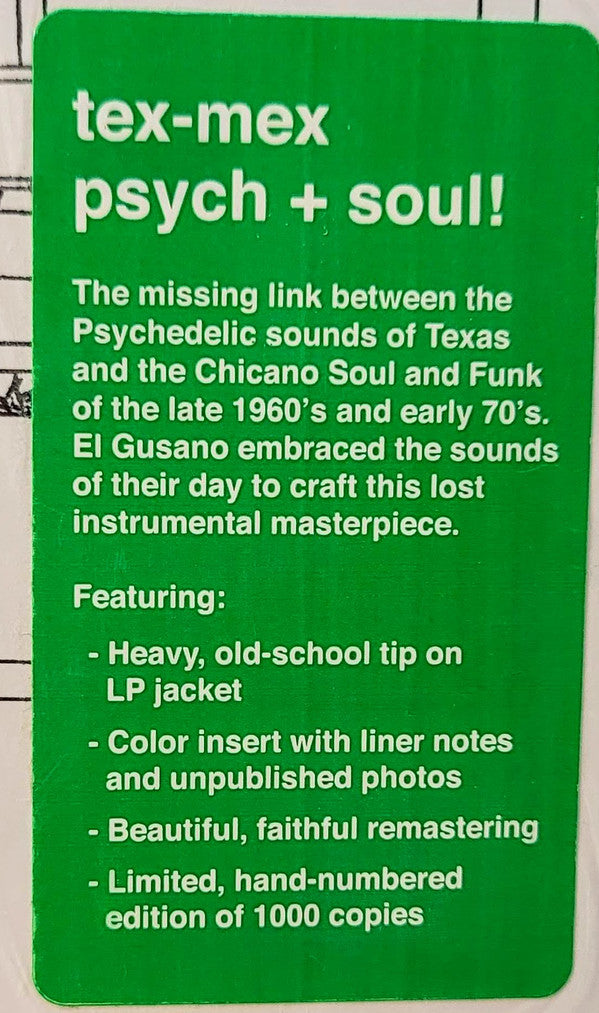 tex-mex
psych + soul!
The missing link between the
Psychedelic sounds of Texas
and the Chicano Soul and Funk
of the late 1960's and early 70's.
El Gusano embraced the sounds
of their day to craft this lost
instrumental masterpiece.
Featuring:
- Heavy, old-school tip on
LP jacket
- Color insert with liner notes
and unpublished photos
- Beautiful, faithful remastering
- Limited, hand-numbered
edition of 1000 copies